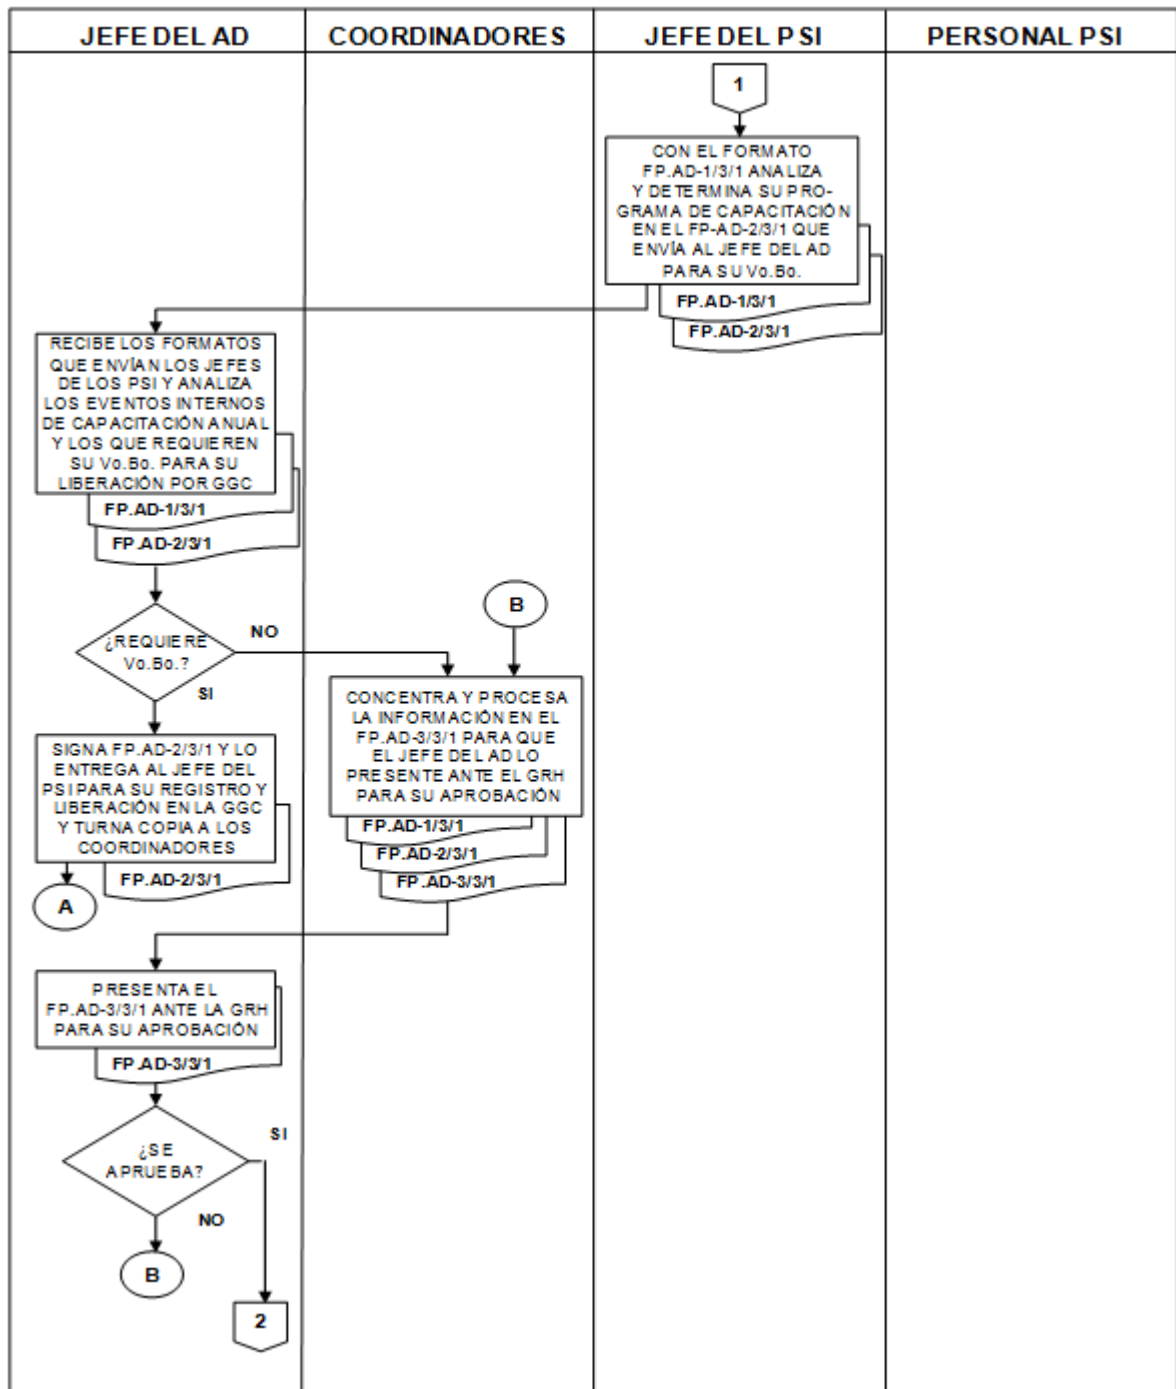 JEFE DEL AD
COORDINADORES
JEFE DEL PSI
PERSONAL PSI
1
CON EL FORMATO
FP.AD-1/3/1 ANALIZA
Y DETERMINA SU PRO-
GRAMA DE CAPACITACIÓN
EN EL FP-AD-2/3/1 QUE
ENVÍA AL JEFE DEL AD
PARA SU Vo.Bo.
FP.AD-1/3/1
FP.AD-2/3/1
RECIBE LOS FORMATOS
QUE ENVÍAN LOS JEFES
DE LOS PSI Y ANALIZA
LOS EVENTOS INTERNOS
DE CAPACITACIÓN ANUAL
Y LOS QUE REQUIEREN
SU Vo.Bo. PARA SU
LIBERACIÓN POR GGC
FP.AD-1/3/1
FP.AD-2/3/1
¿REQUIERE
Vo.Bo.?
NO
SI
B
CONCENTRA Y PROCESA
LA INFORMACIÓN EN EL
FP.AD-3/3/1 PARA QUE
EL JEFE DEL AD LO
PRESENTE ANTE EL GRH
PARA SU APROBACIÓN
FP.AD-1/3/1
FP.AD-2/3/1
FP.AD-3/3/1
SIGNA FP.AD-2/3/1 Y LO
ENTREGA AL JEFE DEL
PSI PARA SU REGISTRO Y
LIBERACIÓN EN LA GGC
Y TURNA COPIA A LOS
COORDINADORES
FP.AD-2/3/1
A
PRESENTA EL
FP.AD-3/3/1 ANTE LA GRH
PARA SU APROBACIÓN
FP.AD-3/3/1
¿SE
APRUEBA?
SI
NO
B
2